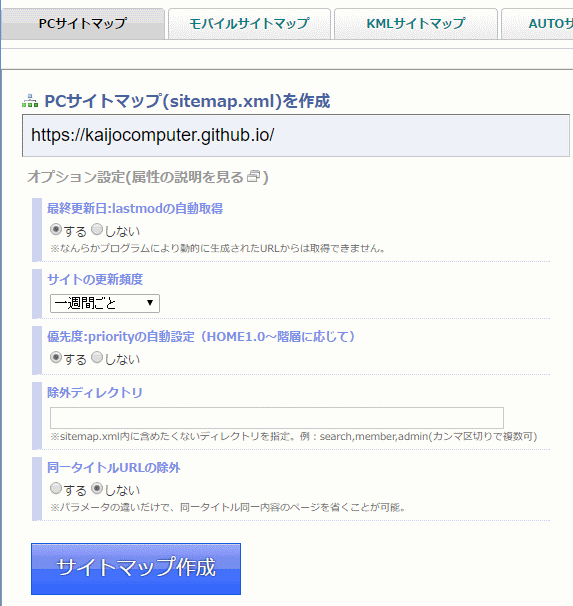 PCサイトマップ モバイルサイトマップ KMLサイトマップ AUTOサ
PCサイトマップ(sitemap.xml)を作成
https://kaijocomputer.github.io/
オプション設定(属性の説明を見る)
最終更新日:lastmodの自動取得
する しない
※なんらかプログラムにより動的に生成されたURLからは取得できません。
サイトの更新頻度
一週間ごと
優先度:priorityの自動設定（HOME1.0～階層に応じて）
する しない
除外ディレクトリ
※sitemap.xml内に含めたくないディレクトリを指定。例：search,member,admin(カンマ区切りで複数可)
同一タイトルURLの除外
する しない
※パラメータの違いだけで、同一タイトル同一内容のページを省くことが可能。
サイトマップ作成